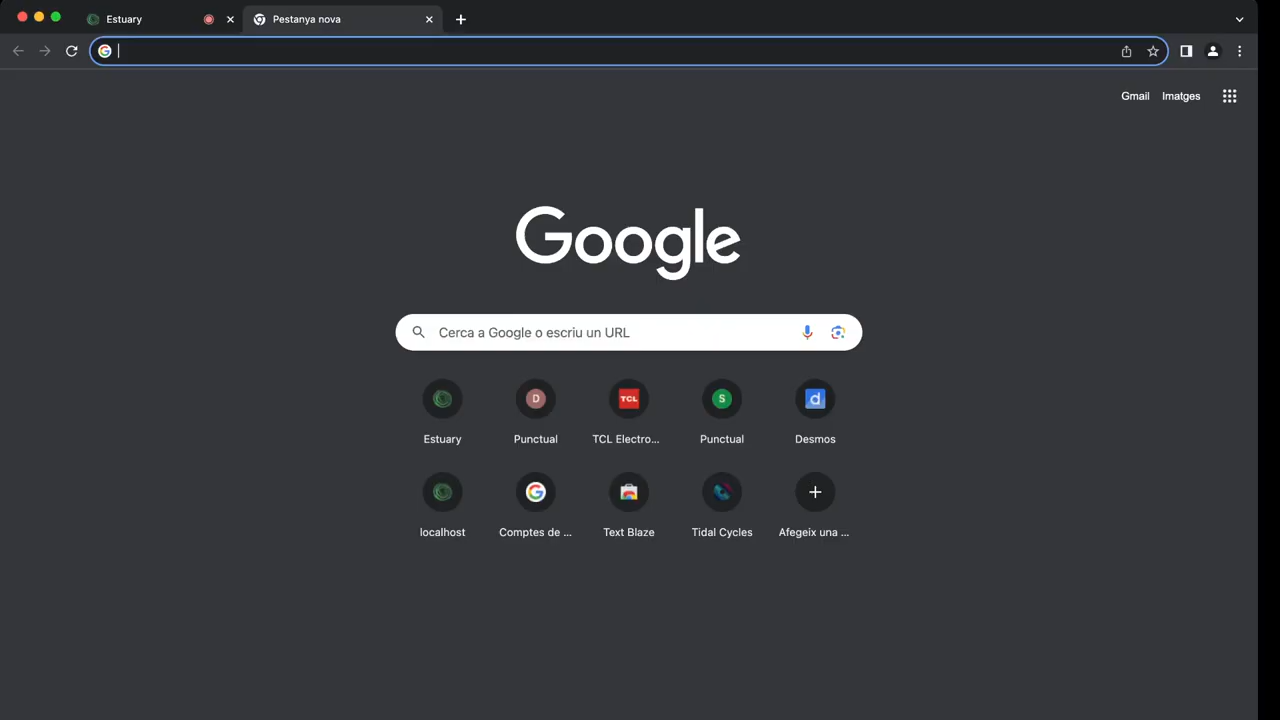 Estuary
Pestanya nova
Gmail Imatges
Google
Cerca a Google o escriu un URL
D TCL S d
Estuary Punctual TCL Electro... Punctual Desmos
localhost Comptes de ... Text Blaze Tidal Cycles Afegeix una ...